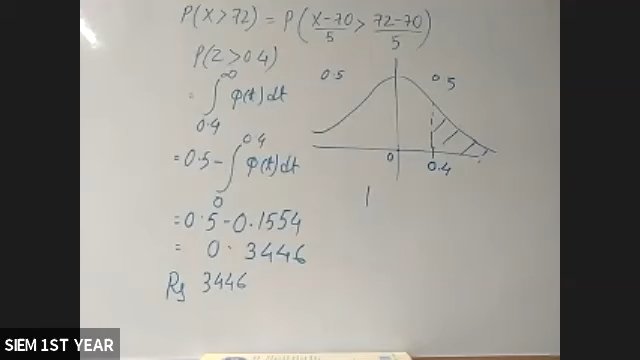 P(X>72) = P(X-70/5 > 72-70/5)
P(Z>0.4)
0.5
0.5
= ∫0.4^∞ φ(t)dt
= 0.5 - ∫0^0.4 φ(t)dt
0
0.4
= 0.5 - 0.1554
= 0.3446
Rs 3446
SIEM 1ST YEAR